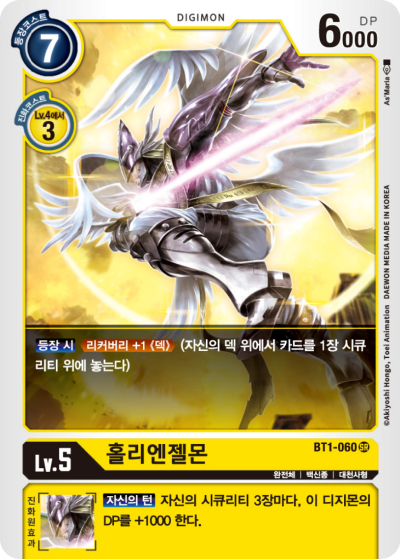 등장코스트
7
DIGIMON
DP
6000
진화코스트
Lv.4에서
3
As'Maria
©Akiyoshi Hongo, Toei Animation DAEWON MEDIA MADE IN KOREA
등장 시 리커버리 +1 《덱》 (자신의 덱 위에서 카드를 1장 시큐
리티 위에 놓는다)
BT1-060 SR
Lv.5
홀리엔젤몬
완전체 백신종 대천사형
진화원효과
자신의 턴 자신의 시큐리티 3장마다, 이 디지몬의
DP를 +1000 한다.